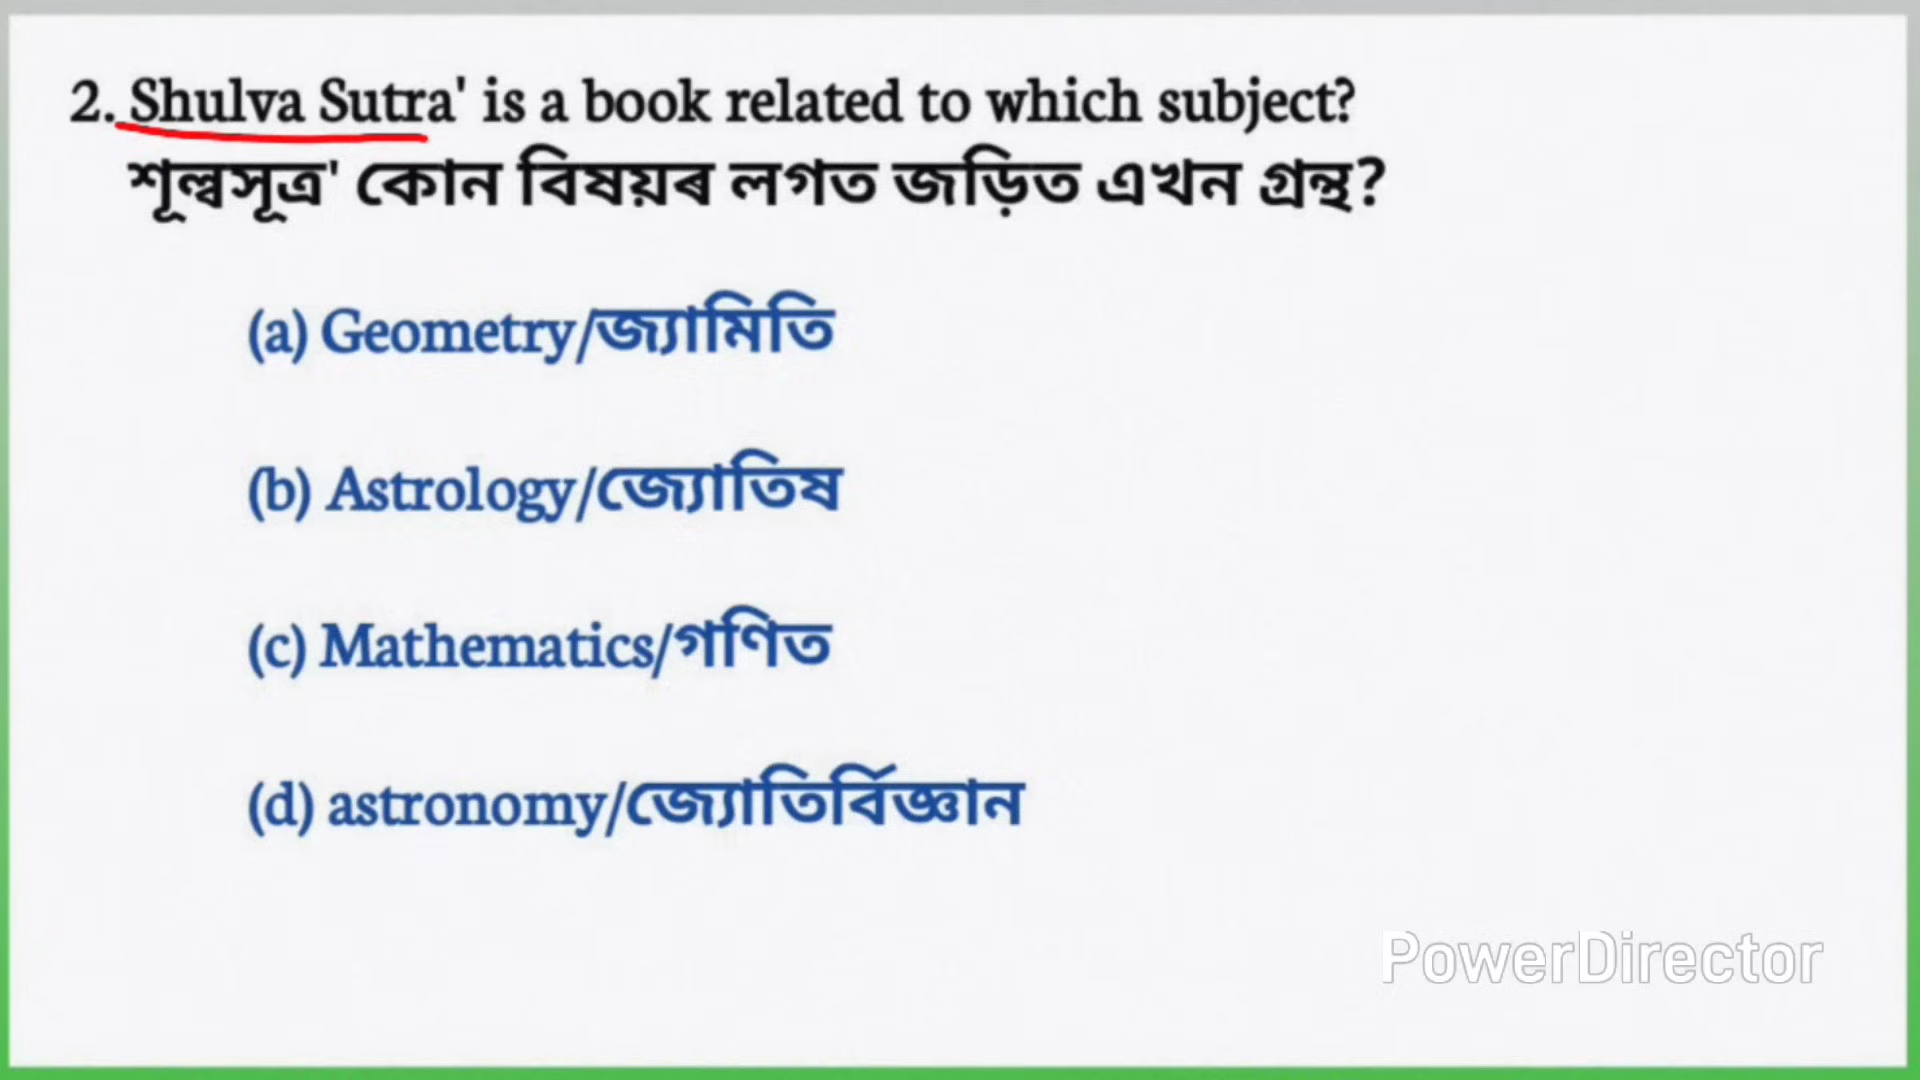 2. Shulva Sutra' is a book related to which subject?
শূল্বসূত্ৰ' কোন বিষয়ৰ লগত জড়িত এখন গ্ৰন্থ?
(a) Geometry/জ্যামিতি
(b) Astrology/জ্যোতিষ
(c) Mathematics/গণিত
(d) astronomy/জ্যোতিৰ্বিজ্ঞান
PowerDirector